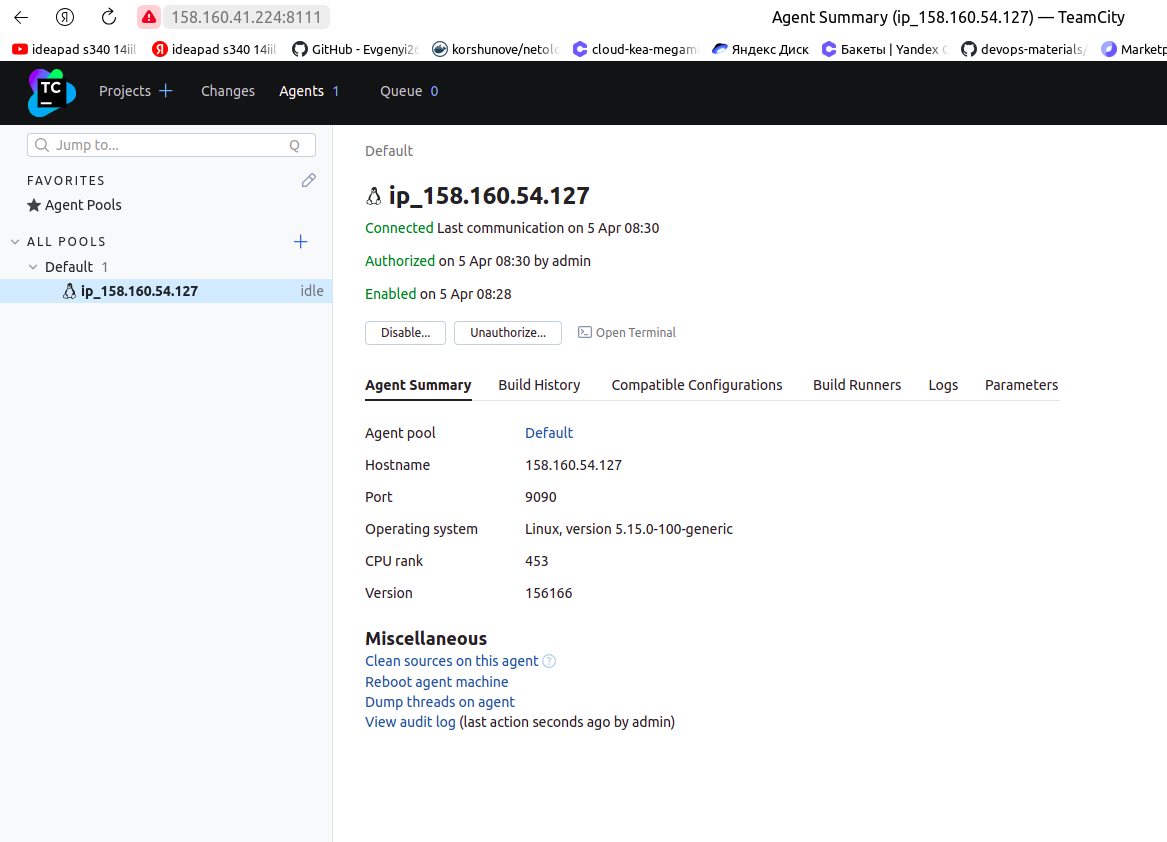 158.160.41.224:8111 Agent Summary (ip_158.160.54.127) — TeamCity
ideapad s340 14iil ideapad s340 14iil GitHub - Evgenyi26 korshunove/netolo cloud-kea-megam Яндекс Диск Бакеты | Yandex C devops-materials/ Marketp
TC Projects Changes Agents 1 Queue 0
Jump to... Q
FAVORITES
Agent Pools
ALL POOLS
Default 1
ip_158.160.54.127 idle
Default
ip_158.160.54.127
Connected Last communication on 5 Apr 08:30
Authorized on 5 Apr 08:30 by admin
Enabled on 5 Apr 08:28
Disable... Unauthorize... Open Terminal
Agent Summary Build History Compatible Configurations Build Runners Logs Parameters
Agent pool Default
Hostname 158.160.54.127
Port 9090
Operating system Linux, version 5.15.0-100-generic
CPU rank 453
Version 156166
Miscellaneous
Clean sources on this agent ?
Reboot agent machine
Dump threads on agent
View audit log (last action seconds ago by admin)